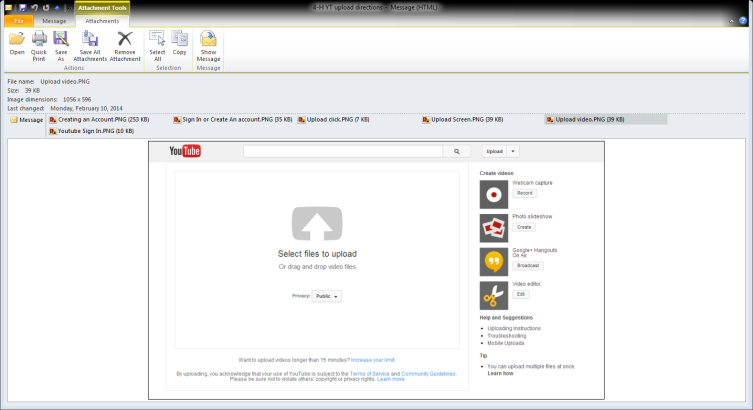 4-H YT upload directions - Message (HTML)
Attachment Tools
File Message Attachments
Open
Quick Print
Save As
Save All Attachments
Remove Attachment
Select All
Copy
Show Message
Actions
Selection
Message
File name: Upload video.PNG
Size: 39 KB
Image dimensions: 1056 x 596
Last changed: Monday, February 10, 2014
Message
Creating an Account.PNG (253 KB)
Sign In or Create An account.PNG (35 KB)
Upload click.PNG (7 KB)
Upload Screen.PNG (39 KB)
Upload video.PNG (39 KB)
Youtube Sign In.PNG (10 KB)
YouTube
Upload
Select files to upload
Or drag and drop video files
Privacy: Public
Want to upload videos longer than 15 minutes? Increase your limit.
By uploading, you acknowledge that your use of YouTube is subject to the Terms of Service and Community Guidelines.
Please be sure not to violate others' copyright or privacy rights. Learn more.
Create videos
Webcam capture
Record
Photo slideshow
Create
Google+ Hangouts
On Air
Broadcast
Video editor
Edit
Help and Suggestions
Uploading Instructions
Troubleshooting
Mobile Uploads
Tip
You can upload multiple files at once.
Learn how